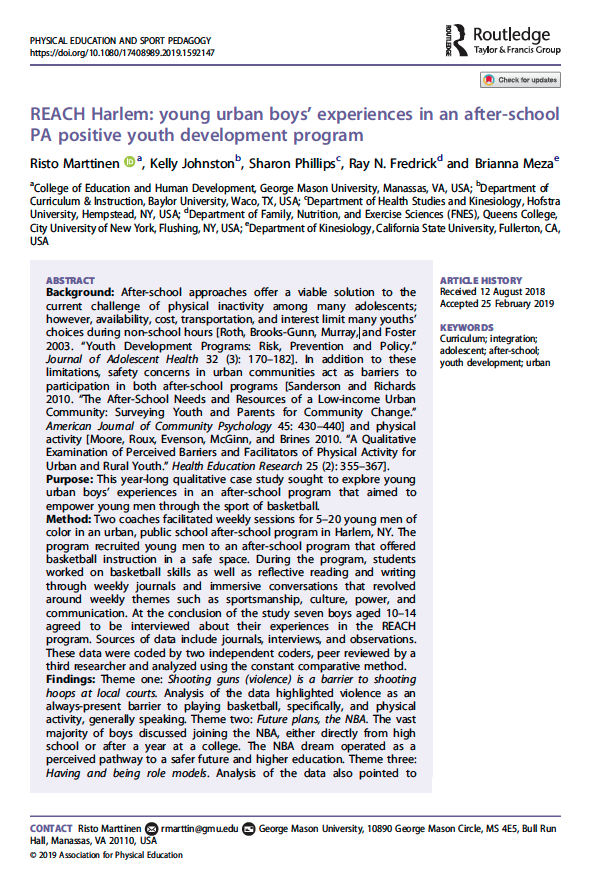 PHYSICAL EDUCATION AND SPORT PEDAGOGY
https://doi.org/10.1080/17408989.2019.1592147
ROUTLEDGE
Routledge
Taylor & Francis Group
Check for updates
REACH Harlem: young urban boys’ experiences in an after-school
PA positive youth development program
Risto Marttinen iD a, Kelly Johnstonb, Sharon Phillipsc, Ray N. Fredrickd and Brianna Mezae
aCollege of Education and Human Development, George Mason University, Manassas, VA, USA; bDepartment of
Curriculum & Instruction, Baylor University, Waco, TX, USA; cDepartment of Health Studies and Kinesiology, Hofstra
University, Hempstead, NY, USA; dDepartment of Family, Nutrition, and Exercise Sciences (FNES), Queens College,
City University of New York, Flushing, NY, USA; eDepartment of Kinesiology, California State University, Fullerton, CA,
USA
ABSTRACT
Background: After-school approaches offer a viable solution to the
current challenge of physical inactivity among many adolescents;
however, availability, cost, transportation, and interest limit many youths’
choices during non-school hours [Roth, Brooks-Gunn, Murray, and Foster
2003. “Youth Development Programs: Risk, Prevention and Policy.”
Journal of Adolescent Health 32 (3): 170–182]. In addition to these
limitations, safety concerns in urban communities act as barriers to
participation in both after-school programs [Sanderson and Richards
2010. “The After-School Needs and Resources of a Low-income Urban
Community: Surveying Youth and Parents for Community Change.”
American Journal of Community Psychology 45: 430–440] and physical
activity [Moore, Roux, Evenson, McGinn, and Brines 2010. “A Qualitative
Examination of Perceived Barriers and Facilitators of Physical Activity for
Urban and Rural Youth.” Health Education Research 25 (2): 355–367].
Purpose: This year-long qualitative case study sought to explore young
urban boys’ experiences in an after-school program that aimed to
empower young men through the sport of basketball.
Method: Two coaches facilitated weekly sessions for 5–20 young men of
color in an urban, public school after-school program in Harlem, NY. The
program recruited young men to an after-school program that offered
basketball instruction in a safe space. During the program, students
worked on basketball skills as well as reflective reading and writing
through weekly journals and immersive conversations that revolved
around weekly themes such as sportsmanship, culture, power, and
communication. At the conclusion of the study seven boys aged 10–14
agreed to be interviewed about their experiences in the REACH
program. Sources of data include journals, interviews, and observations.
These data were coded by two independent coders, peer reviewed by a
third researcher and analyzed using the constant comparative method.
Findings: Theme one: Shooting guns (violence) is a barrier to shooting
hoops at local courts. Analysis of the data highlighted violence as an
always-present barrier to playing basketball, specifically, and physical
activity, generally speaking. Theme two: Future plans, the NBA. The vast
majority of boys discussed joining the NBA, either directly from high
school or after a year at a college. The NBA dream operated as a
perceived pathway to a safer future and higher education. Theme three:
Having and being role models. Analysis of the data also pointed to
ARTICLE HISTORY
Received 12 August 2018
Accepted 25 February 2019
KEYWORDS
Curriculum; integration;
adolescent; after-school;
youth development; urban
CONTACT Risto Marttinen rmarttin@gmu.edu George Mason University, 10890 George Mason Circle, MS 4E5, Bull Run
Hall, Manassas, VA 20110, USA
© 2019 Association for Physical Education